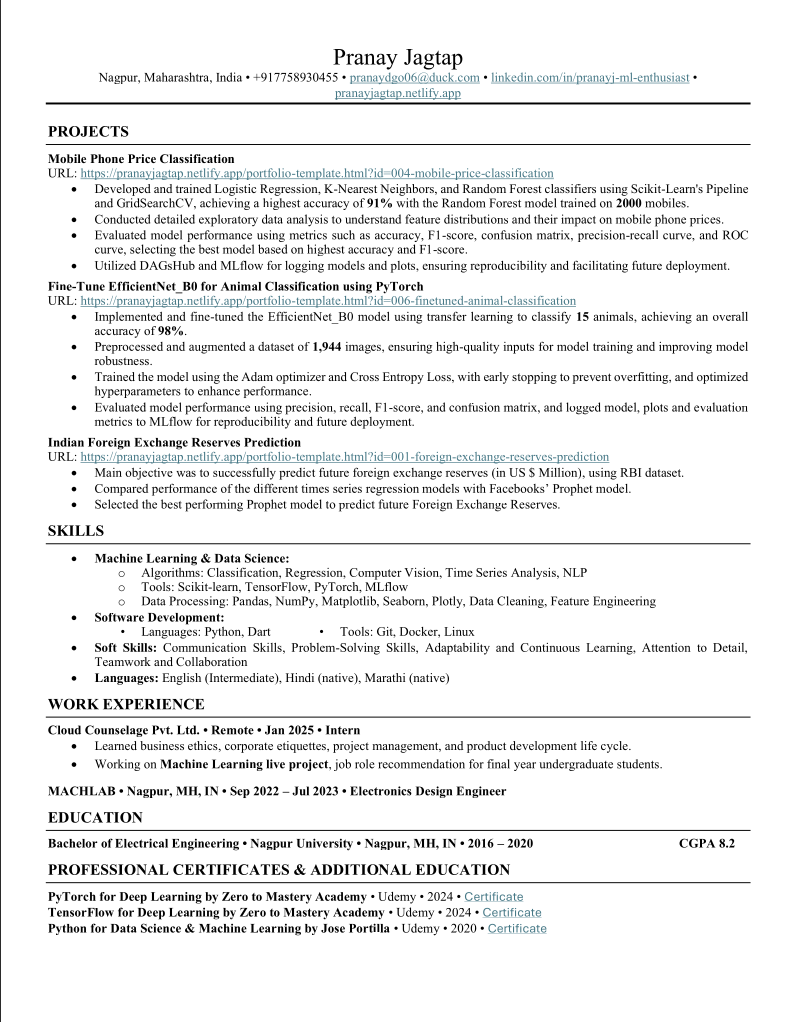 Pranay Jagtap
Nagpur, Maharashtra, India • +917758930455 • pranaydgo06@duck.com • linkedin.com/in/pranayj-ml-enthusiast •
pranayjagtap.netlify.app
PROJECTS
Mobile Phone Price Classification
URL: https://pranayjagtap.netlify.app/portfolio-template.html?id=004-mobile-price-classification
• Developed and trained Logistic Regression, K-Nearest Neighbors, and Random Forest classifiers using Scikit-Learn's Pipeline
and GridSearchCV, achieving a highest accuracy of 91% with the Random Forest model trained on 2000 mobiles.
• Conducted detailed exploratory data analysis to understand feature distributions and their impact on mobile phone prices.
• Evaluated model performance using metrics such as accuracy, F1-score, confusion matrix, precision-recall curve, and ROC
curve, selecting the best model based on highest accuracy and F1-score.
• Utilized DAGsHub and MLflow for logging models and plots, ensuring reproducibility and facilitating future deployment.
Fine-Tune EfficientNet_B0 for Animal Classification using PyTorch
URL: https://pranayjagtap.netlify.app/portfolio-template.html?id=006-finetuned-animal-classification
• Implemented and fine-tuned the EfficientNet_B0 model using transfer learning to classify 15 animals, achieving an overall
accuracy of 98%.
• Preprocessed and augmented a dataset of 1,944 images, ensuring high-quality inputs for model training and improving model
robustness.
• Trained the model using the Adam optimizer and Cross Entropy Loss, with early stopping to prevent overfitting, and optimized
hyperparameters to enhance performance.
• Evaluated model performance using precision, recall, F1-score, and confusion matrix, and logged model, plots and evaluation
metrics to MLflow for reproducibility and future deployment.
Indian Foreign Exchange Reserves Prediction
URL: https://pranayjagtap.netlify.app/portfolio-template.html?id=001-foreign-exchange-reserves-prediction
• Main objective was to successfully predict future foreign exchange reserves (in US $ Million), using RBI dataset.
• Compared performance of the different times series regression models with Facebooks’ Prophet model.
• Selected the best performing Prophet model to predict future Foreign Exchange Reserves.
SKILLS
• Machine Learning & Data Science:
o Algorithms: Classification, Regression, Computer Vision, Time Series Analysis, NLP
o Tools: Scikit-learn, TensorFlow, PyTorch, MLflow
o Data Processing: Pandas, NumPy, Matplotlib, Seaborn, Plotly, Data Cleaning, Feature Engineering
• Software Development:
• Languages: Python, Dart • Tools: Git, Docker, Linux
• Soft Skills: Communication Skills, Problem-Solving Skills, Adaptability and Continuous Learning, Attention to Detail,
Teamwork and Collaboration
• Languages: English (Intermediate), Hindi (native), Marathi (native)
WORK EXPERIENCE
Cloud Counselage Pvt. Ltd. • Remote • Jan 2025 • Intern
• Learned business ethics, corporate etiquettes, project management, and product development life cycle.
• Working on Machine Learning live project, job role recommendation for final year undergraduate students.
MACHLAB • Nagpur, MH, IN • Sep 2022 – Jul 2023 • Electronics Design Engineer
EDUCATION
Bachelor of Electrical Engineering • Nagpur University • Nagpur, MH, IN • 2016 – 2020 CGPA 8.2
PROFESSIONAL CERTIFICATES & ADDITIONAL EDUCATION
PyTorch for Deep Learning by Zero to Mastery Academy • Udemy • 2024 • Certificate
TensorFlow for Deep Learning by Zero to Mastery Academy • Udemy • 2024 • Certificate
Python for Data Science & Machine Learning by Jose Portilla • Udemy • 2020 • Certificate